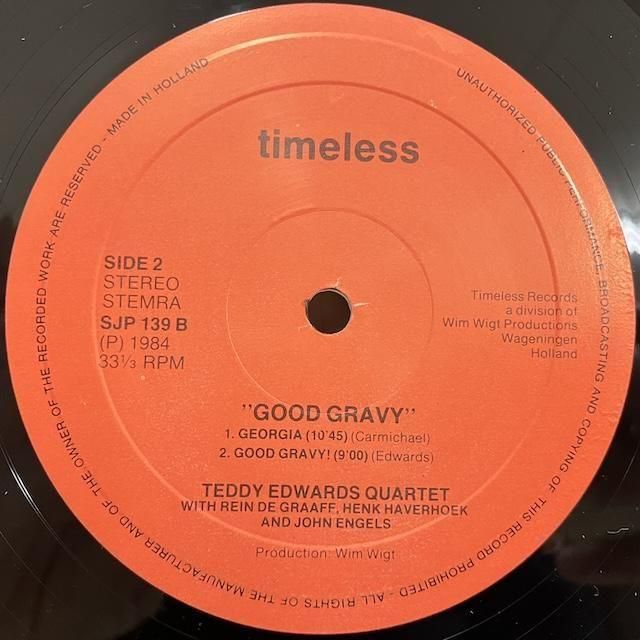 timeless
SIDE 2
STEREO
STEMRA
SJP 139 B
(P) 1984
33⅓ RPM
Timeless Records
a division of
Wim Wigt Productions
Wageningen
Holland
"GOOD GRAVY"
1. GEORGIA (10'45) (Carmichael)
2. GOOD GRAVY! (9'00) (Edwards)
TEDDY EDWARDS QUARTET
WITH REIN DE GRAAFF, HENK HAVERHOEK
AND JOHN ENGELS
Production: Wim Wigt
UNAUTHORIZED PUBLIC PERFORMANCE, BROADCASTING AND COPYING OF THIS RECORD PROHIBITED - ALL RIGHTS OF THE MANUFACTURER AND OF THE OWNER OF THE RECORDED WORK ARE RESERVED - MADE IN HOLLAND